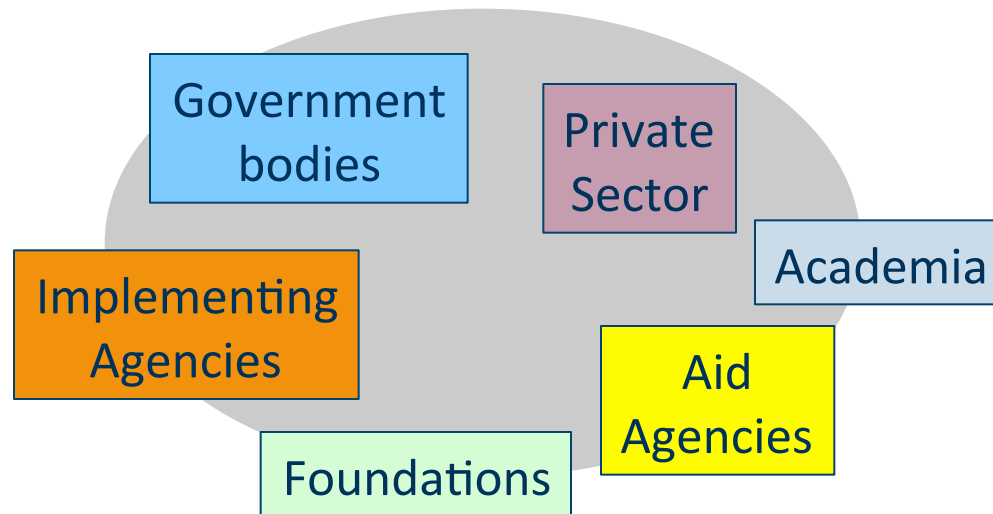 Government
bodies
Private
Sector
Academia
Implementing
Agencies
Aid
Agencies
Foundations